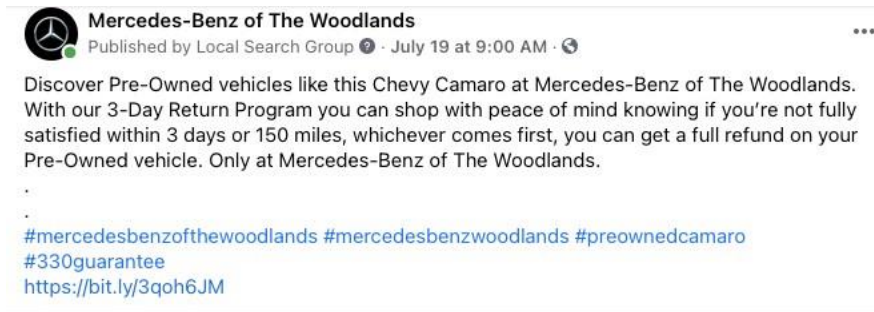 Mercedes-Benz of The Woodlands
Published by Local Search Group · July 19 at 9:00 AM ·
Discover Pre-Owned vehicles like this Chevy Camaro at Mercedes-Benz of The Woodlands.
With our 3-Day Return Program you can shop with peace of mind knowing if you’re not fully
satisfied within 3 days or 150 miles, whichever comes first, you can get a full refund on your
Pre-Owned vehicle. Only at Mercedes-Benz of The Woodlands.
.
.
#mercedesbenzofthewoodlands #mercedesbenzwoodlands #preownedcamaro
#330guarantee
https://bit.ly/3qoh6JM